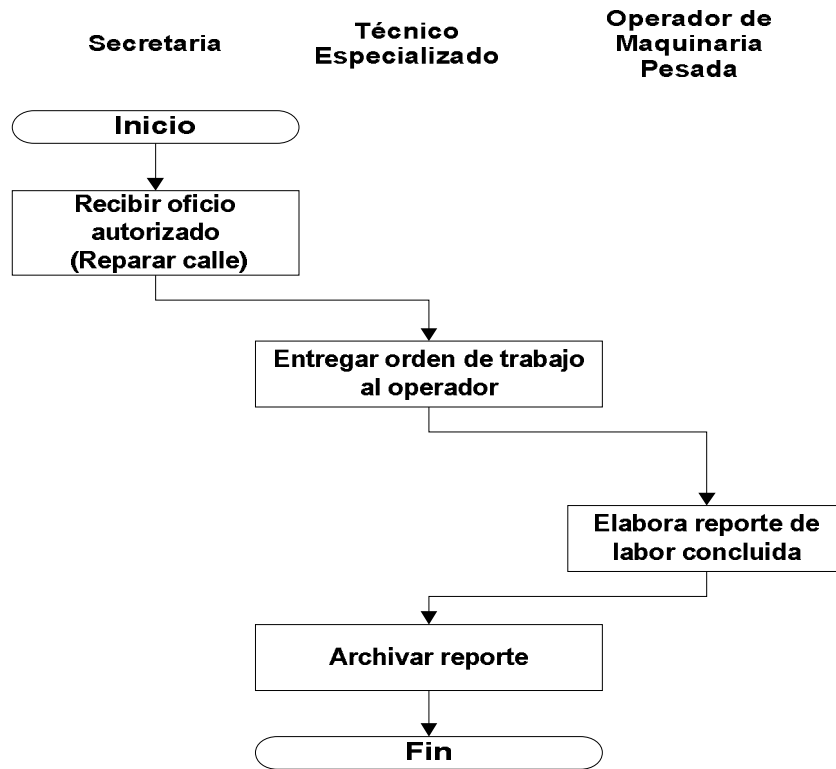 Secretaria
Técnico
Especializado
Operador de
Maquinaria
Pesada
Inicio
Recibir oficio
autorizado
(Reparar calle)
Entregar orden de trabajo
al operador
Elabora reporte de
labor concluida
Archivar reporte
Fin